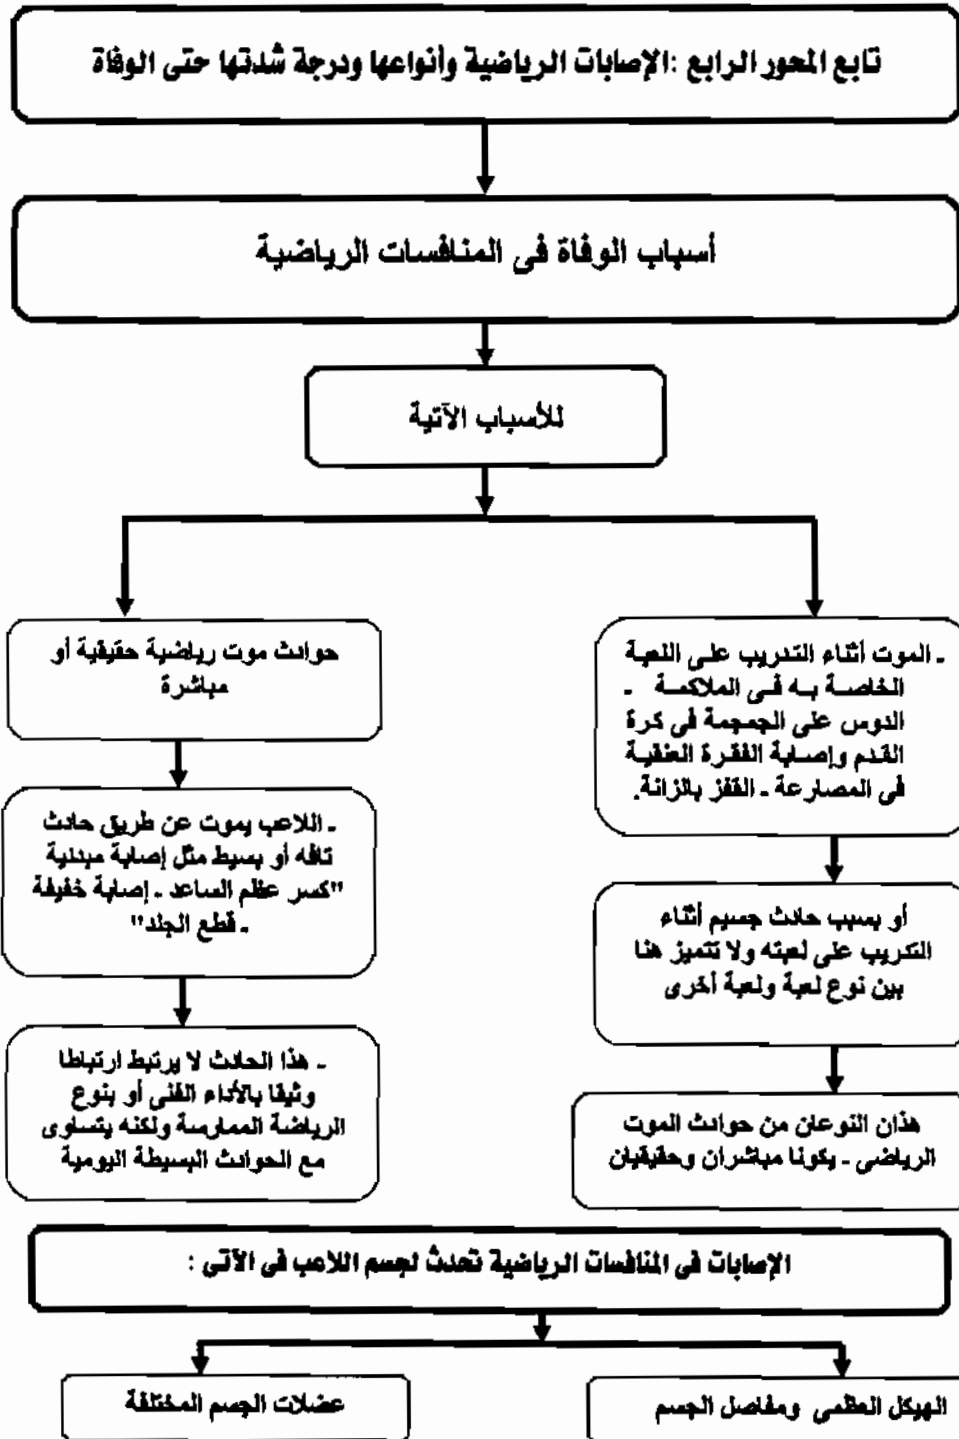 تابع المحور الرابع :الإصابات الرياضية وأنواعها ودرجة شدتها حتى الوفاة
أسباب الوفاة فى المنافسات الرياضية
للأسباب الآتية
ـ الموت أثناء التدريب على اللعبة
الخاصة به فى الملاكمة ـ
الدوس على الجمجمة فى كرة
القدم وإصابة الفقرة العنقية
فى المصارعة ـ القفز بالزانة.
أو بسبب حادث جسيم أثناء
التدريب على لعبته ولا تتميز هنا
بين نوع لعبة ولعبة أخرى
هذان النوعان من حوادث الموت
الرياضى ـ يكونا مباشران وحقيقيان
حوادث موت رياضية حقيقية أو
مباشرة
ـ اللاعب يموت عن طريق حادث
تافه أو بسيط مثل إصابة مبدئية
"كسر عظم الساعد ـ إصابة خفيفة
ـ قطع الجلد"
ـ هذا الحادث لا يرتبط ارتباطا
وثيقا بالأداء الفنى أو بنوع
الرياضة الممارسة ولكنه يتساوى
مع الحوادث البسيطة اليومية
الإصابات فى المنافسات الرياضية تحدث لجسم اللاعب فى الآتى :
الهيكل العظمى ومفاصل الجسم
عضلات الجسم المختلفة